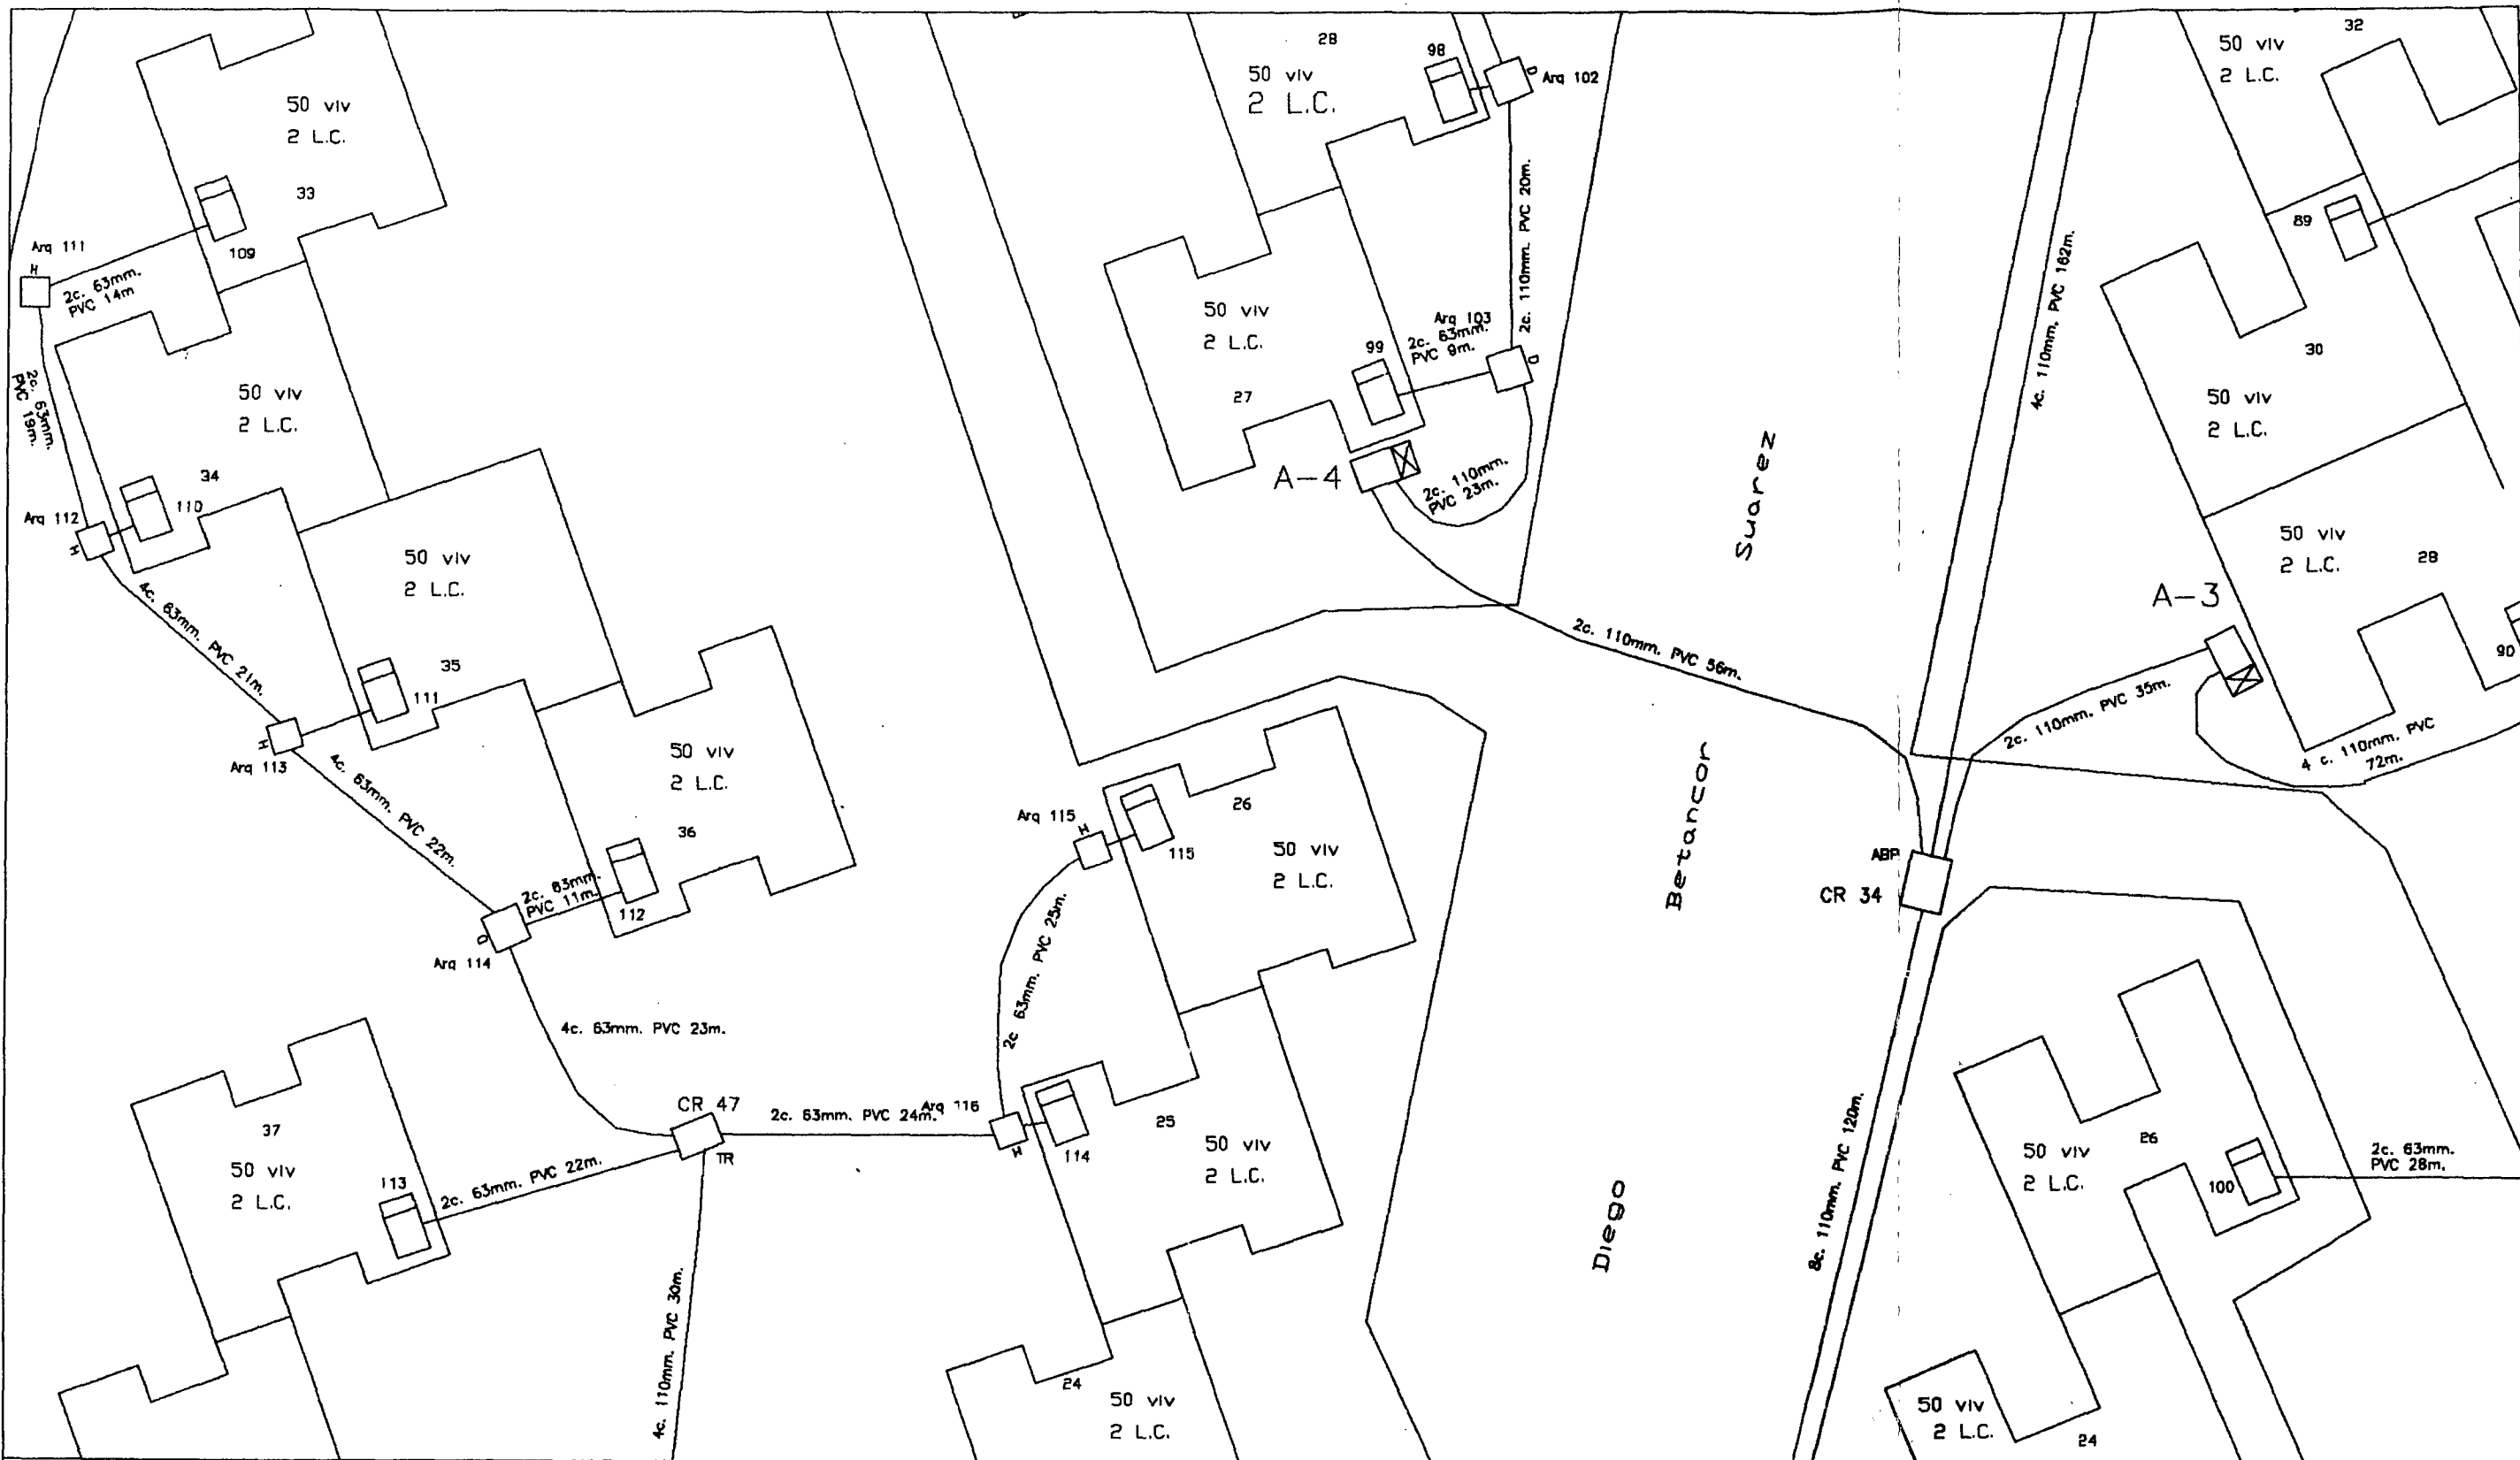 50 viv
2 L.C.
33
109
Arq 111
H
2c. 63mm.
PVC 14m
2c. 63mm.
PVC 19m.
50 viv
2 L.C.
34
110
Arq 112
H
4c. 63mm. PVC 21m.
50 viv
2 L.C.
35
111
H
Arq 113
4c. 63mm. PVC 22m.
50 viv
2 L.C.
36
2c. 63mm.
PVC 11m.
112
Arq 114
4c. 63mm. PVC 23m.
CR 47
TR
2c. 63mm. PVC 24m.
37
50 viv
2 L.C.
113
2c. 63mm. PVC 22m.
4c. 110mm. PVC 30m.
28
50 viv
2 L.C.
98
D
Arq 102
2c. 110mm. PVC 20m.
50 viv
2 L.C.
27
99
Arq 103
2c. 63mm.
PVC 9m.
D
A-4
2c. 110mm.
PVC 23m.
2c. 110mm. PVC 56m.
Arq 115
H
115
26
50 viv
2 L.C.
2c 63mm. PVC 25m.
Arq 116
H
114
25
50 viv
2 L.C.
24
50 viv
2 L.C.
Suarez
Betancor
Diego
4c. 110mm. PVC 162m.
32
50 viv
2 L.C.
89
30
50 viv
2 L.C.
50 viv
2 L.C.
28
A-3
90
2c. 110mm. PVC 35m.
4 c. 110mm. PVC
72m.
ABP
CR 34
8c. 110mm. PVC 120m.
26
50 viv
2 L.C.
100
2c. 63mm.
PVC 28m.
50 viv
2 L.C.
24